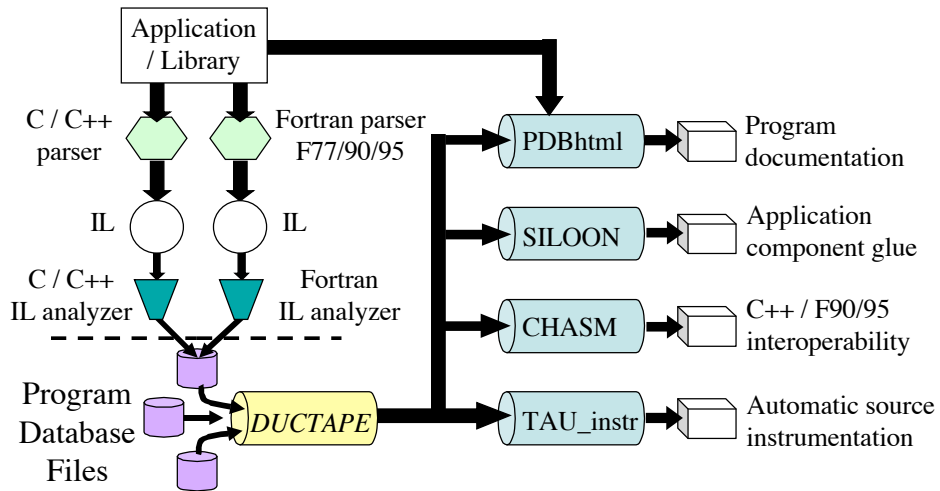 Application
/ Library
C / C++
parser
Fortran parser
F77/90/95
IL
IL
C / C++
IL analyzer
Fortran
IL analyzer
Program
Database
Files
DUCTAPE
PDBhtml
Program
documentation
SILOON
Application
component glue
CHASM
C++ / F90/95
interoperability
TAU_instr
Automatic source
instrumentation